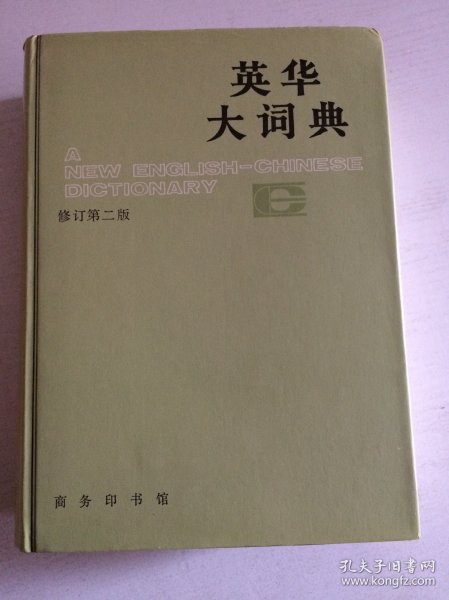 英华
大词典
A
NEW ENGLISH-CHINESE
DICTIONARY
修订第二版
商务印书馆
孔夫子旧书网
www.kongfz.com